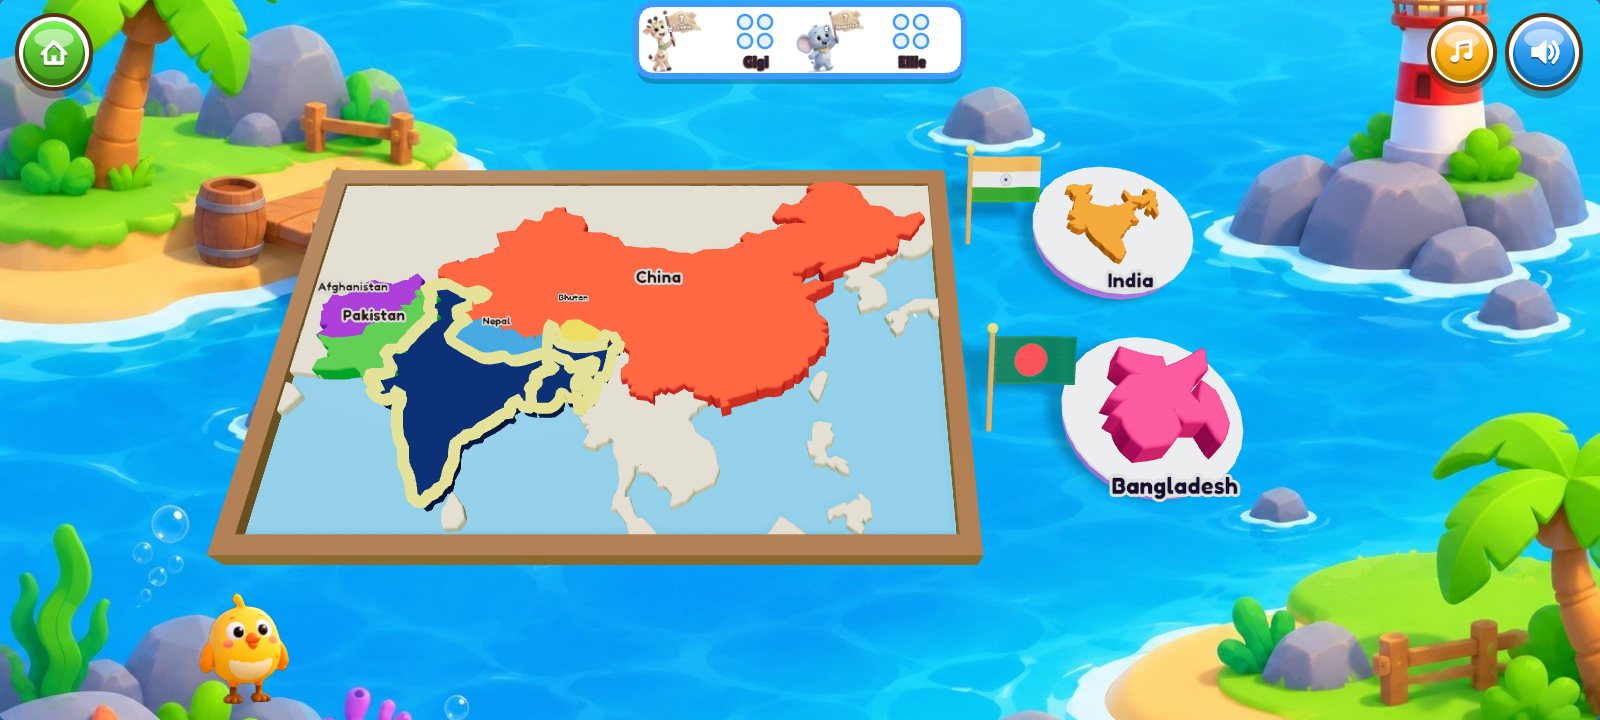 Gigi
Ellie
China
Afghanistan
Bhutan
Pakistan
Nepal
India
Bangladesh